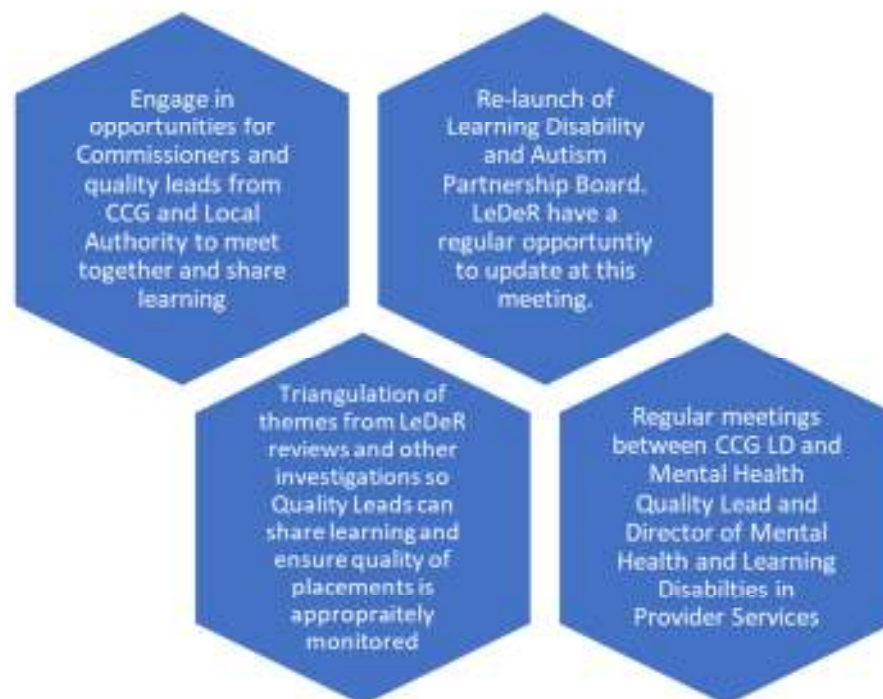 Engage in
opportunities for
Commissioners and
quality leads from
CCG and Local
Authority to meet
together and share
learning
Re-launch of
Learning Disability
and Autism
Partnership Board.
LeDeR have a
regular opportuntiy
to update at this
meeting.
Triangulation of
themes from LeDeR
reviews and other
investigations so
Quality Leads can
share learning and
ensure quality of
placements is
appropraitely
monitored
Regular meetings
between CCG LD and
Mental Health
Quality Lead and
Director of Mental
Health and Learning
Disabilties in
Provider Services